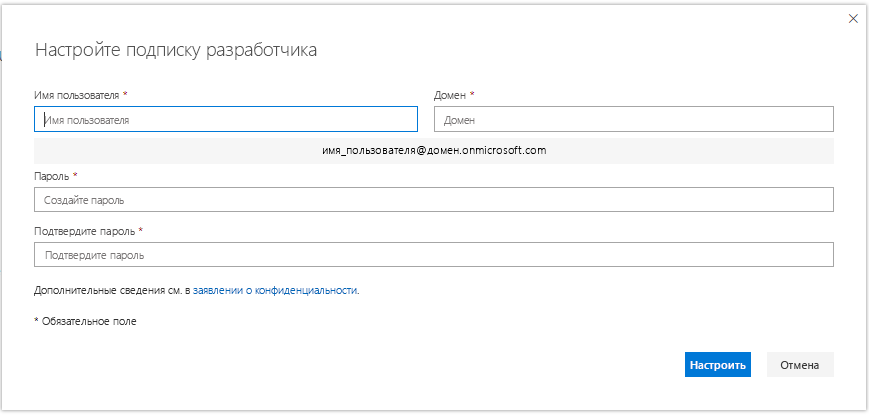 Настройте подписку разработчика
Имя пользователя * Домен *
Имя пользователя Домен
имя_пользователя@домен.onmicrosoft.com
Пароль *
Создайте пароль
Подтвердите пароль *
Подтвердите пароль
Дополнительные сведения см. в заявлении о конфиденциальности.
* Обязательное поле
Настроить Отмена